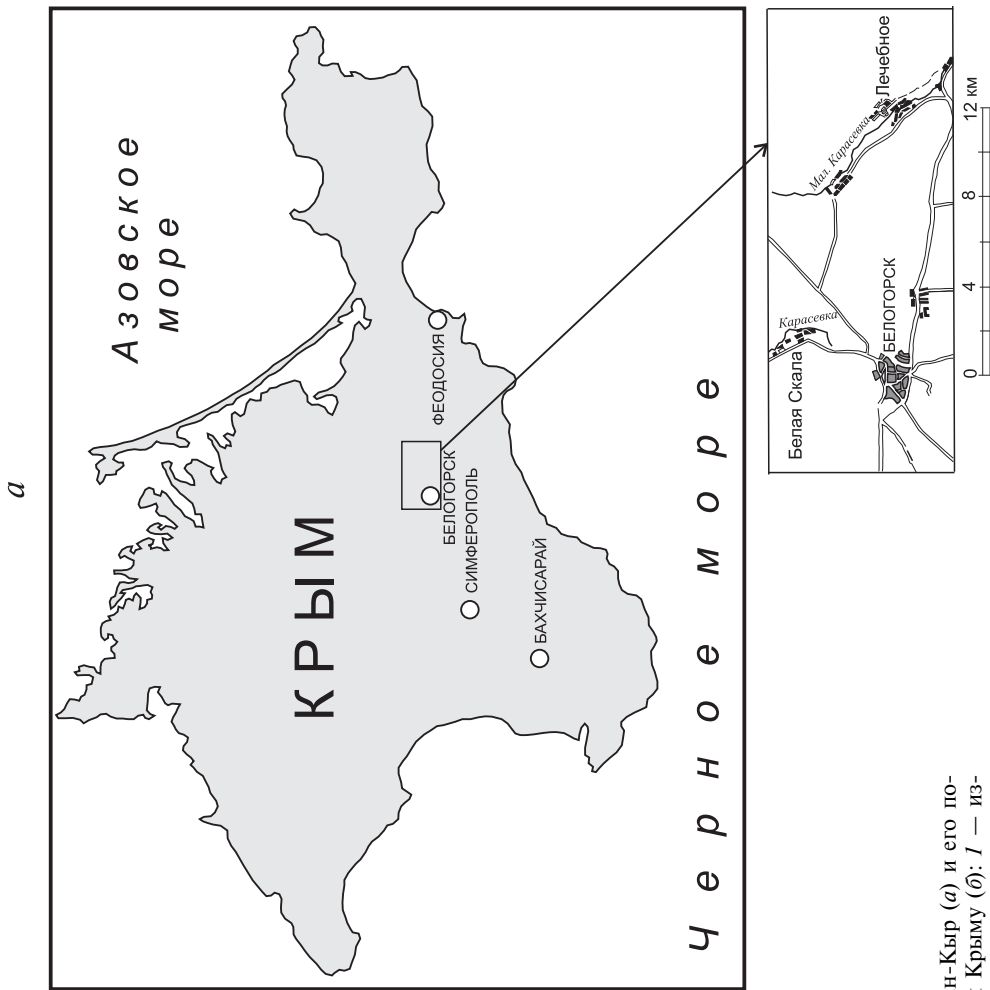 а
Азовское
море
КРЫМ
ФЕОДОСИЯ
БЕЛОГОРСК
СИМФЕРОПОЛЬ
БАХЧИСАРАЙ
Черное море
Белая Скала
Карасевка
БЕЛОГОРСК
Мал. Карасевка
Лечебное
0 4 8 12 км
н-Кыр (а) и его по-
Крыму (б): 1 — из-